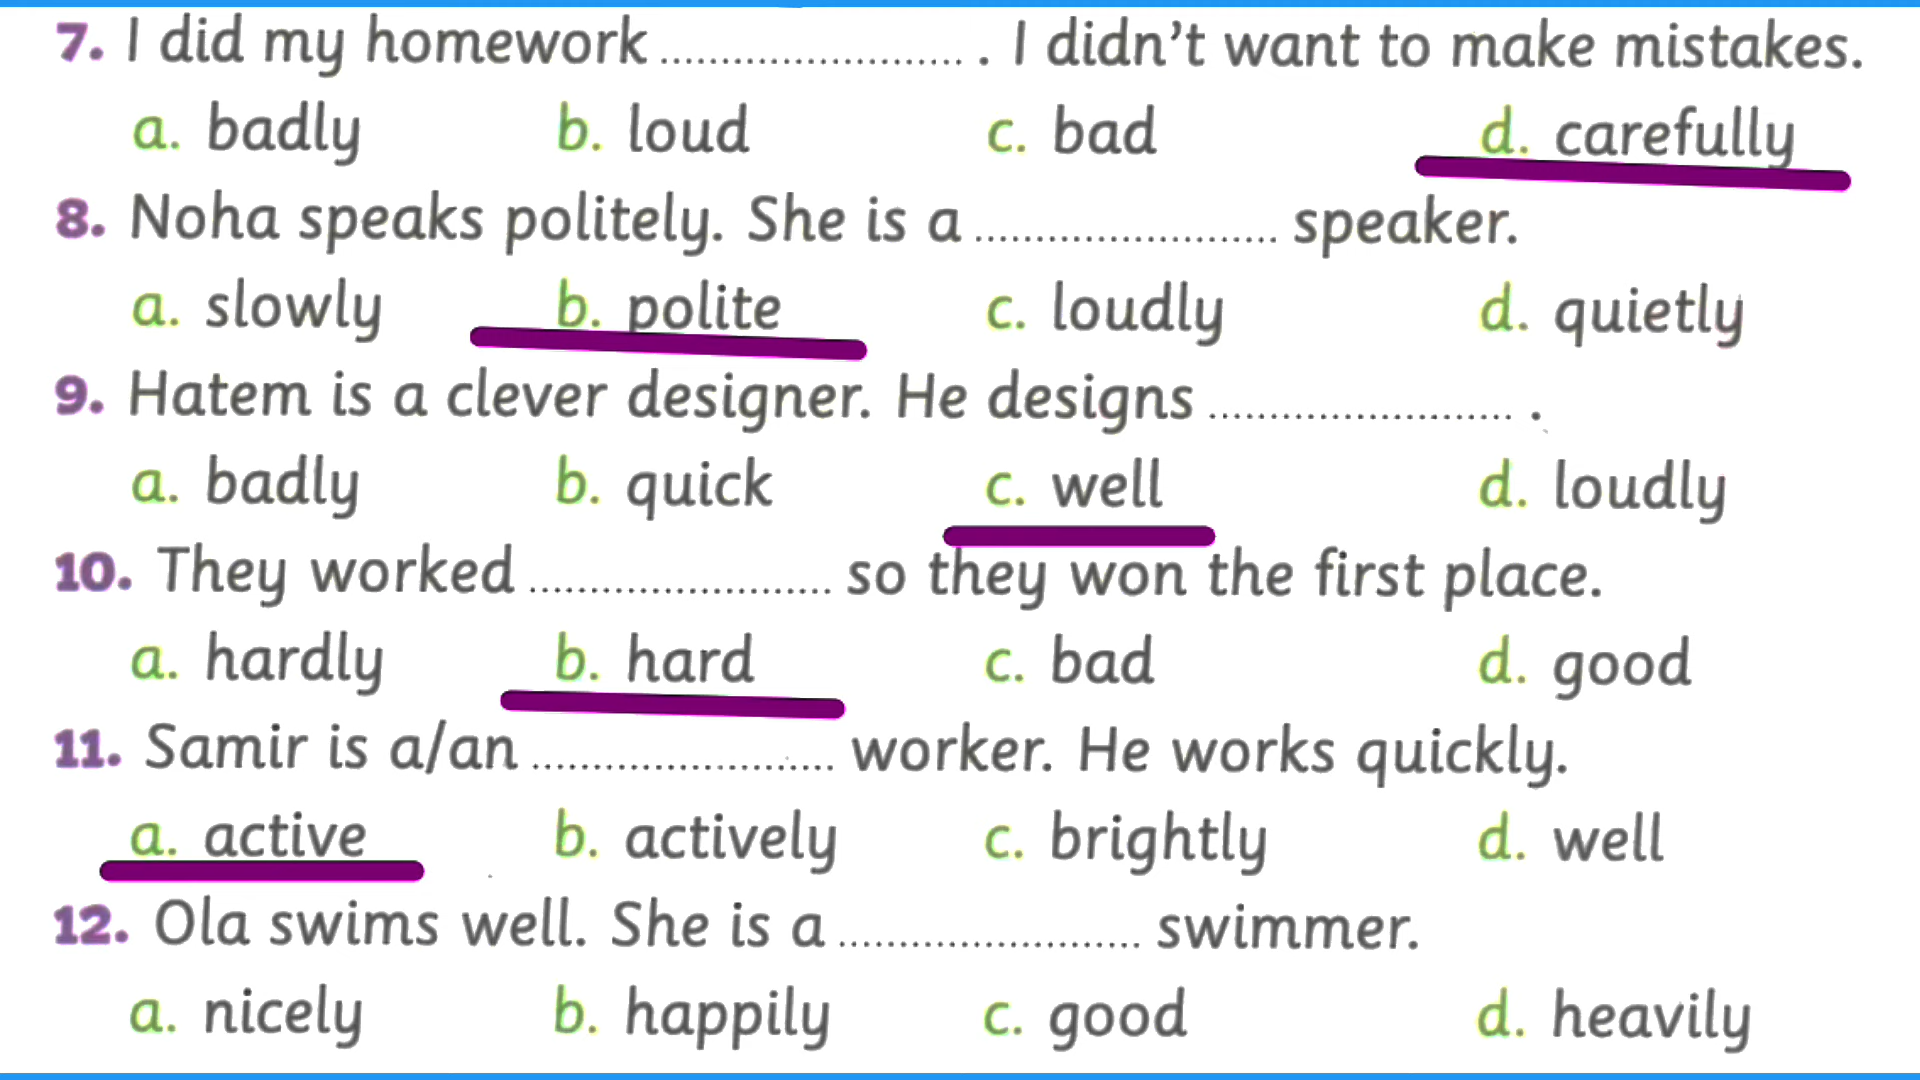 7. I did my homework ........................ . I didn't want to make mistakes.
a. badly b. loud c. bad d. carefully
8. Noha speaks politely. She is a ........................ speaker.
a. slowly b. polite c. loudly d. quietly
9. Hatem is a clever designer. He designs ........................ .
a. badly b. quick c. well d. loudly
10. They worked ........................ so they won the first place.
a. hardly b. hard c. bad d. good
11. Samir is a/an ........................ worker. He works quickly.
a. active b. actively c. brightly d. well
12. Ola swims well. She is a ........................ swimmer.
a. nicely b. happily c. good d. heavily